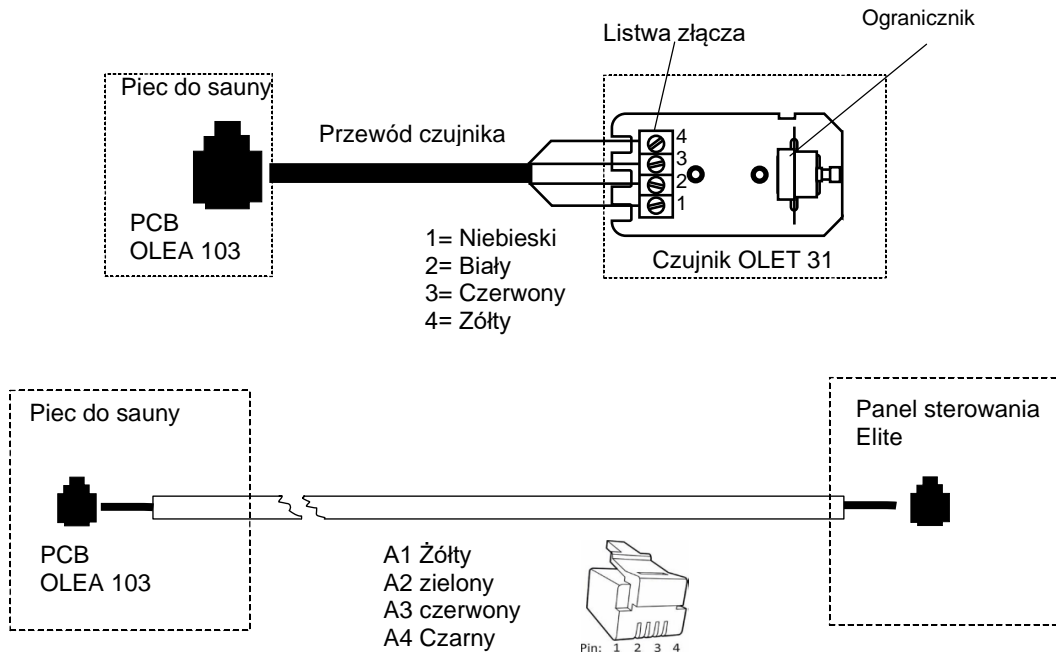 Ogranicznik
Listwa złącza
Piec do sauny
Przewód czujnika
4
3
2
1
PCB
OLEA 103
1= Niebieski
2= Biały
3= Czerwony
4= Zółty
Czujnik OLET 31
Piec do sauny
Panel sterowania
Elite
PCB
OLEA 103
A1 Żółty
A2 zielony
A3 czerwony
A4 Czarny
Pin: 1 2 3 4